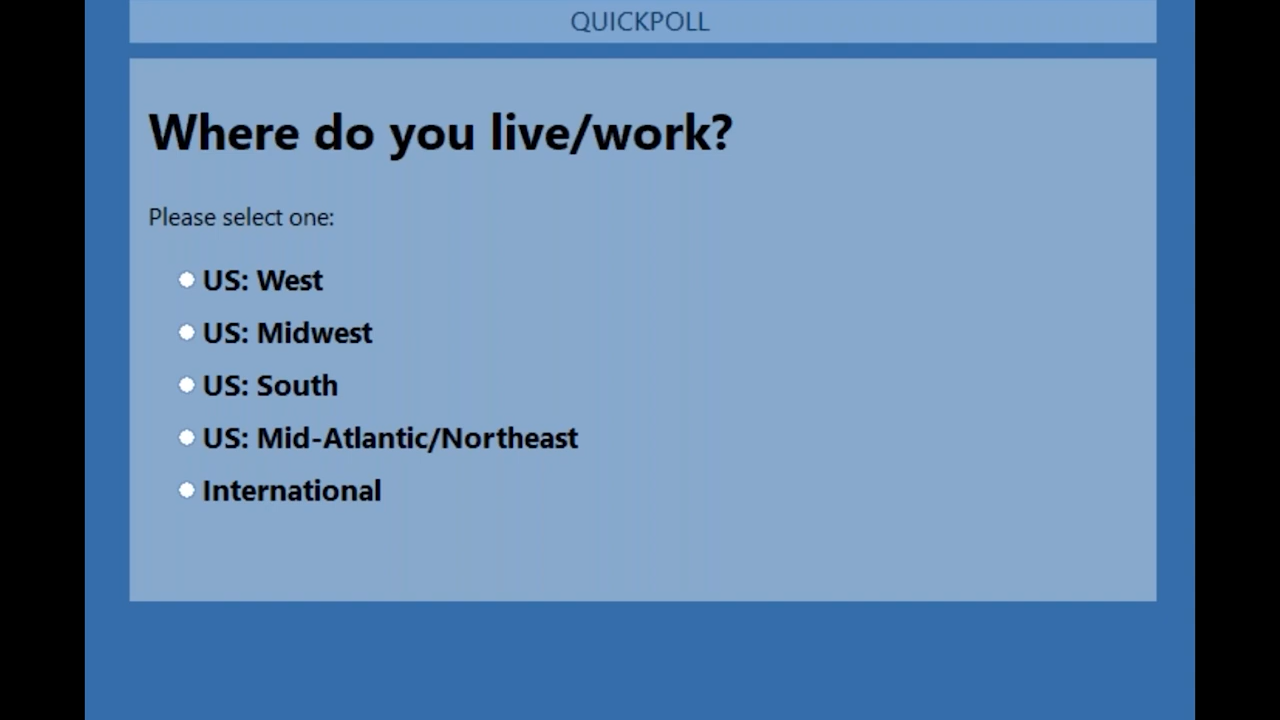 QUICKPOLL
Where do you live/work?
Please select one:
US: West
US: Midwest
US: South
US: Mid-Atlantic/Northeast
International